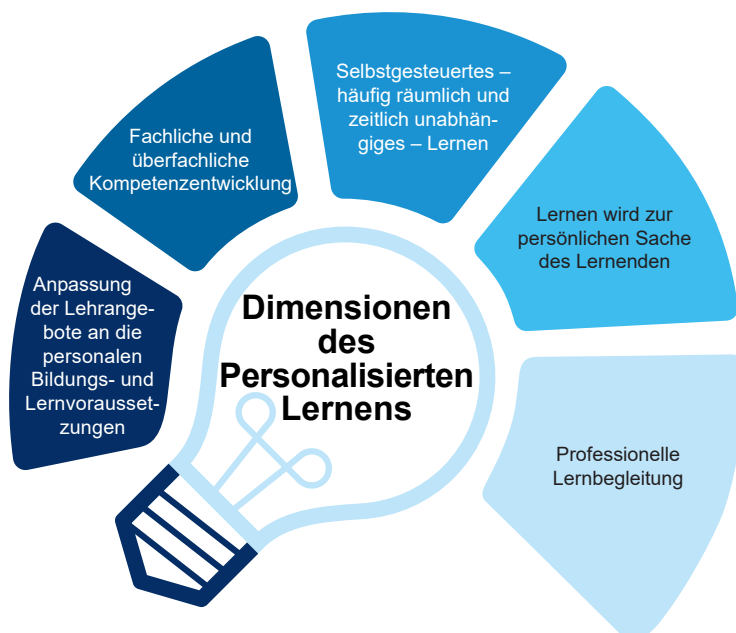 Dimensionen
des
Personalisierten
Lernens
Anpassung
der Lehrange-
bote an die
personalen
Bildungs- und
Lernvorausset-
zungen
Fachliche und
überfachliche
Kompetenzentwicklung
Selbstgesteuertes –
häufig räumlich und
zeitlich unabhän-
giges – Lernen
Lernen wird zur
persönlichen Sache
des Lernenden
Professionelle
Lernbegleitung